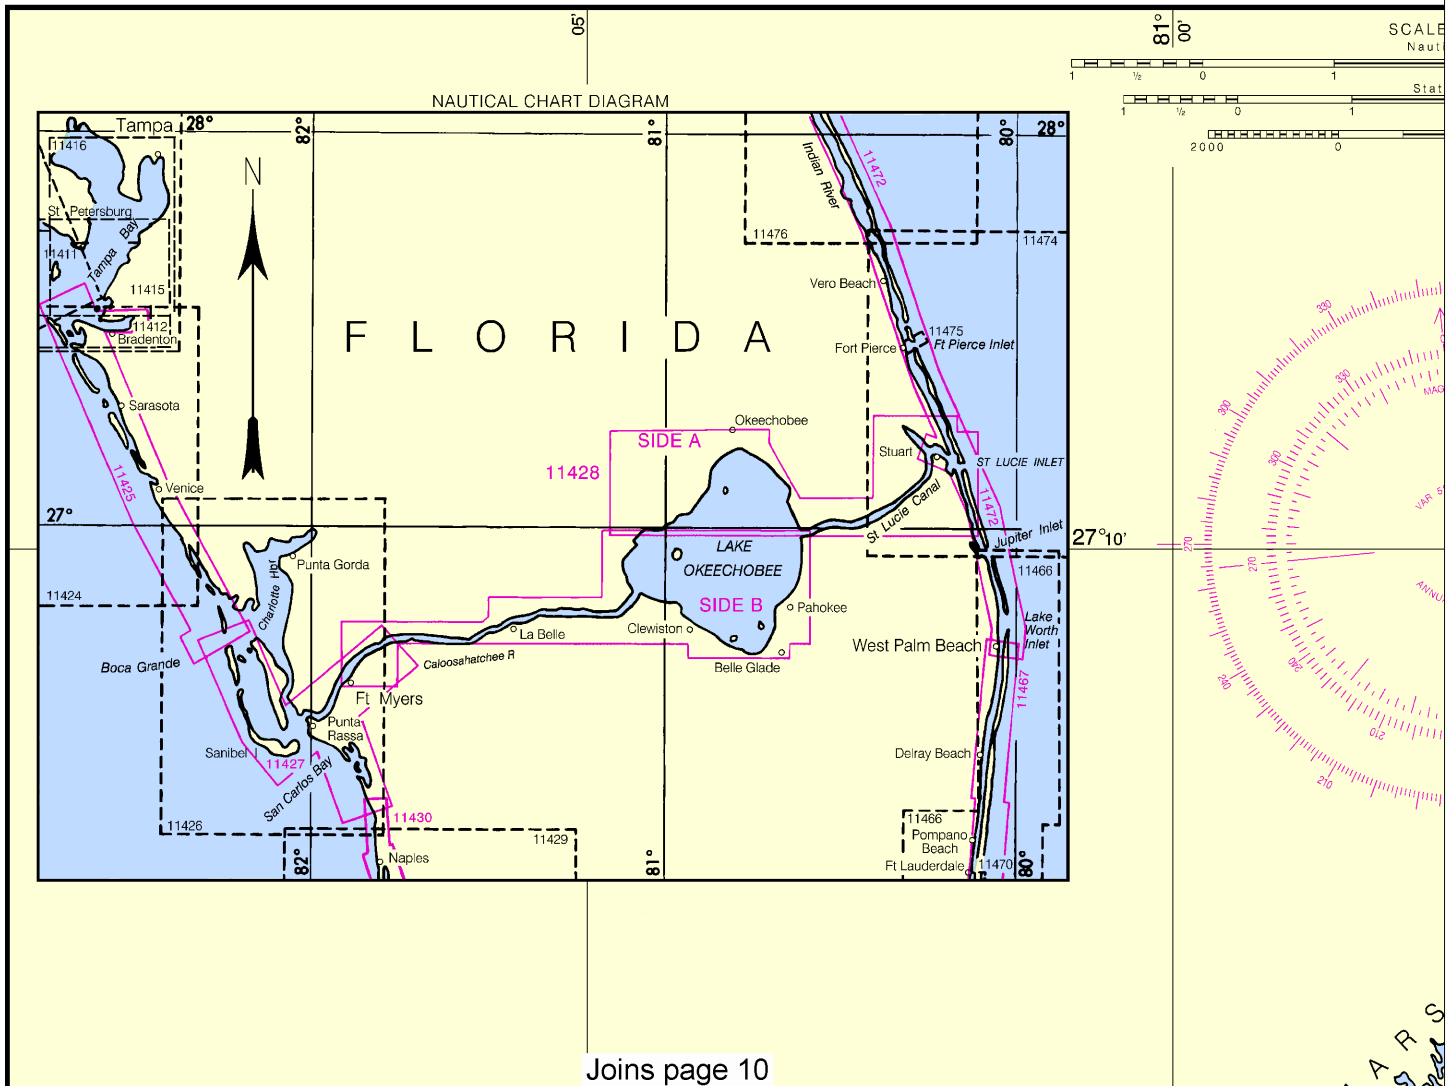 05'
81°
00'
SCALE
Nauti
1 ½ 0 1
Stat
1 ½ 0 1
2000 0
NAUTICAL CHART DIAGRAM
Tampa
28°
82°
81°
80°
28°
11416
N
Indian River
11472
St Petersburg
Tampa Bay
11476
11474
11411
11415
Vero Beach
11412
Bradenton
FLORIDA
11475
Ft Pierce Inlet
Fort Pierce
Sarasota
Okeechobee
SIDE A
11428
Stuart
ST LUCIE INLET
11425
Venice
St Lucie Canal
11472
27°
Jupiter Inlet
27°10'
LAKE
OKEECHOBEE
Punta Gorda
Charlotte Hbr
11466
11424
SIDE B
Pahokee
Lake
Worth
Inlet
La Belle
Clewiston
West Palm Beach
Boca Grande
Caloosahatchee R
Belle Glade
11467
Ft Myers
Punta
Rassa
Sanibel I
11427
San Carlos Bay
Delray Beach
11426
11430
11466
11429
Pompano
Beach
82°
Naples
81°
Ft Lauderdale
11470
80°
330
330
MAG
300
300
VAR 5
270
270
ANNU
240
240
210
210
ARS
Joins page 10